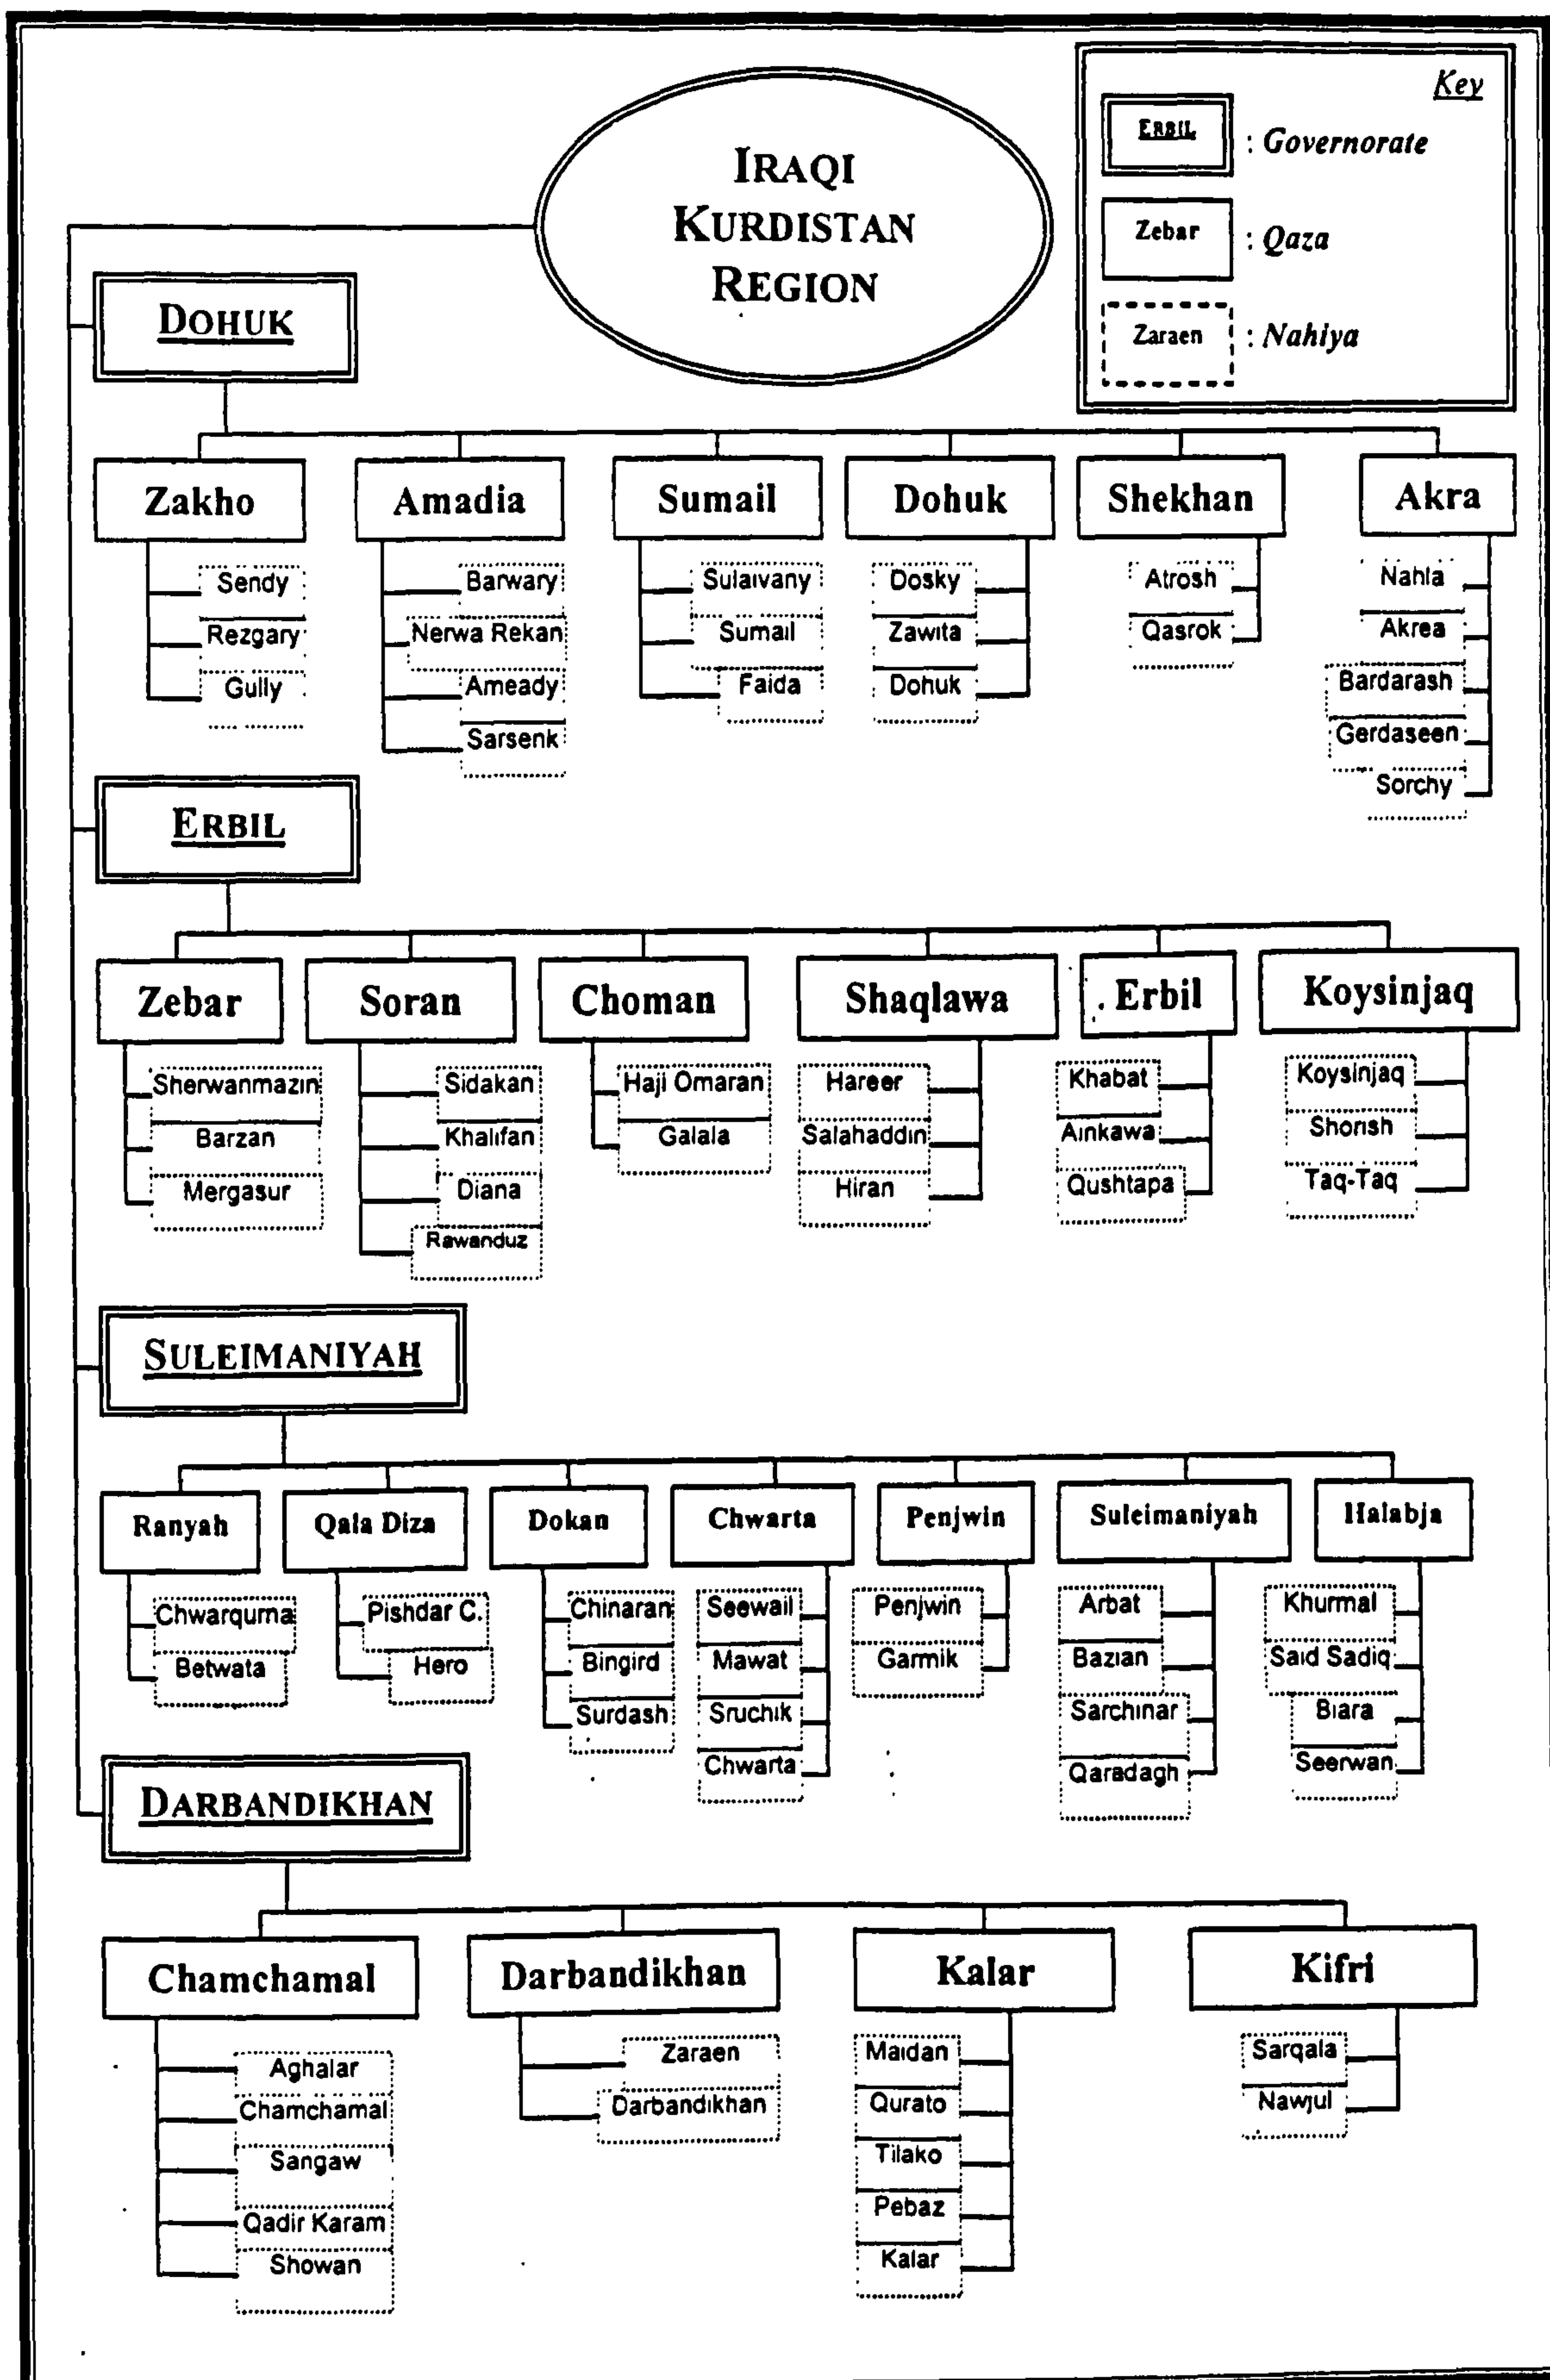 IRAQI
KURDISTAN
REGION
Key
ERBIL : Governorate
Zebar : Qaza
Zaraen : Nahiya
DOHUK
Zakho Amadia Sumail Dohuk Shekhan Akra
Sendy Barwary Sulaivany Dosky Atrosh Nahla
Rezgary Nerwa Rekan Sumail Zawita Qasrok Akrea
Gully Ameady Faida Dohuk Bardarash
Sarsenk Gerdaseen
Sorchy
ERBIL
Zebar Soran Choman Shaqlawa Erbil Koysinjaq
Sherwanmazin Sidakan Haji Omaran Hareer Khabat Koysinjaq
Barzan Khalifan Galala Salahaddin Ainkawa Shorish
Mergasur Diana Hiran Qushtapa Taq-Taq
Rawanduz
SULEIMANIYAH
Ranyah Qala Diza Dokan Chwarta Penjwin Suleimaniyah Halabja
Chwarqurna Pishdar C. Chinaran Seewail Penjwin Arbat Khurmal
Betwata Hero Bingird Mawat Garmik Bazian Said Sadiq
Surdash Sruchik Sarchinar Biara
Chwarta Qaradagh Seerwan
DARBANDIKHAN
Chamchamal Darbandikhan Kalar Kifri
Aghalar Zaraen Maidan Sarqala
Chamchamal Darbandikhan Qurato Nawjul
Sangaw Tilako
Qadir Karam Pebaz
Showan Kalar